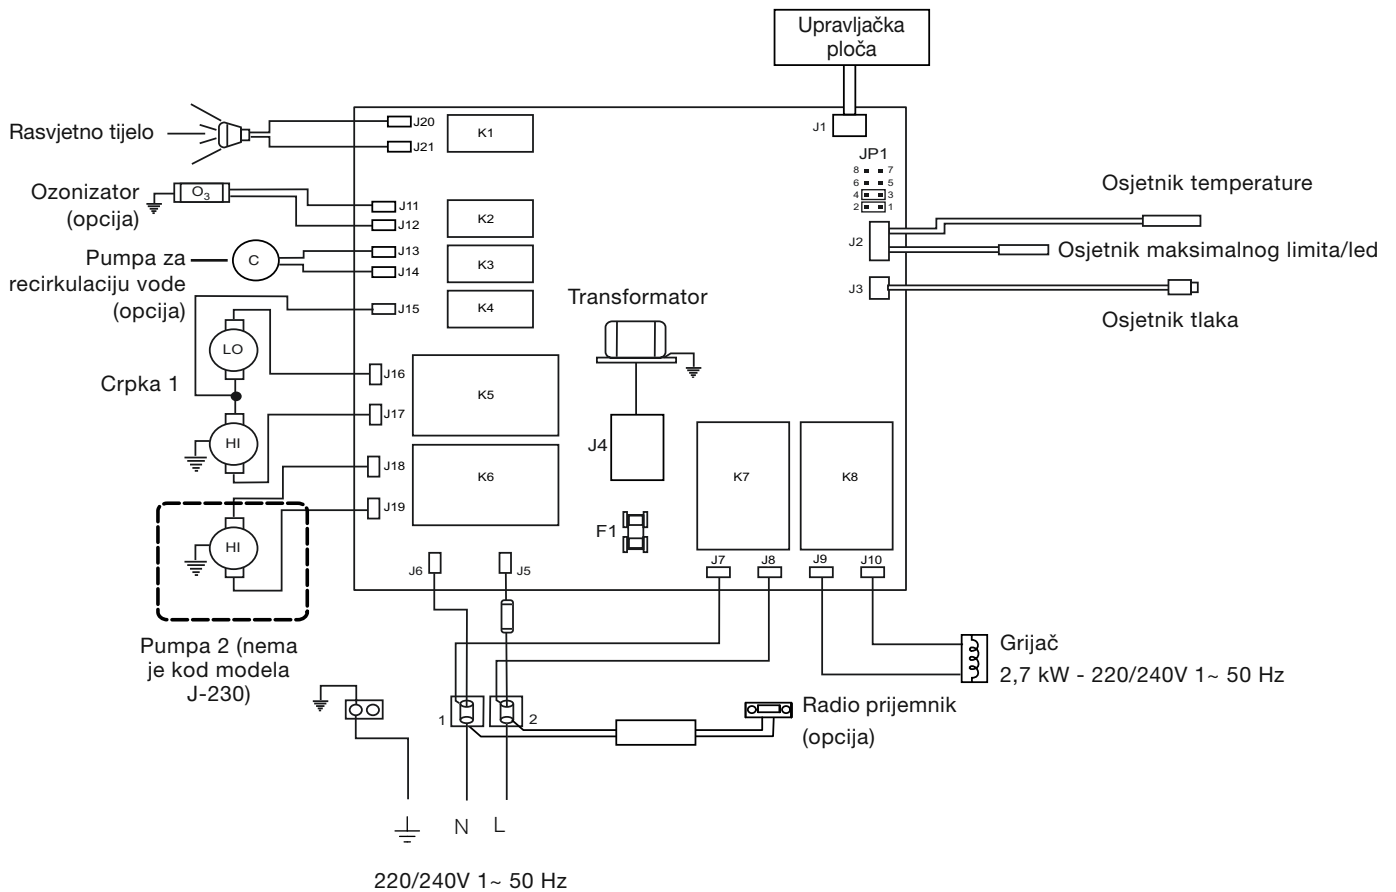 Upravljačka
ploča
Rasvjetno tijelo
J20
J21
K1
J1
JP1
8 7
6 5
4 3
2 1
Osjetnik temperature
Ozonizator
(opcija)
O3
J11
J12
K2
J2
Osjetnik maksimalnog limita/led
Pumpa za
recirkulaciju vode
(opcija)
C
J13
J14
K3
J3
Osjetnik tlaka
J15
K4
Transformator
LO
J16
Crpka 1
K5
J17
HI
J4
J18
K6
K7
K8
J19
F1
HI
J6
J5
J7
J8
J9
J10
Pumpa 2 (nema
je kod modela
J-230)
Grijač
2,7 kW - 220/240V 1~ 50 Hz
1
2
Radio prijemnik
(opcija)
N
L
220/240V 1~ 50 Hz